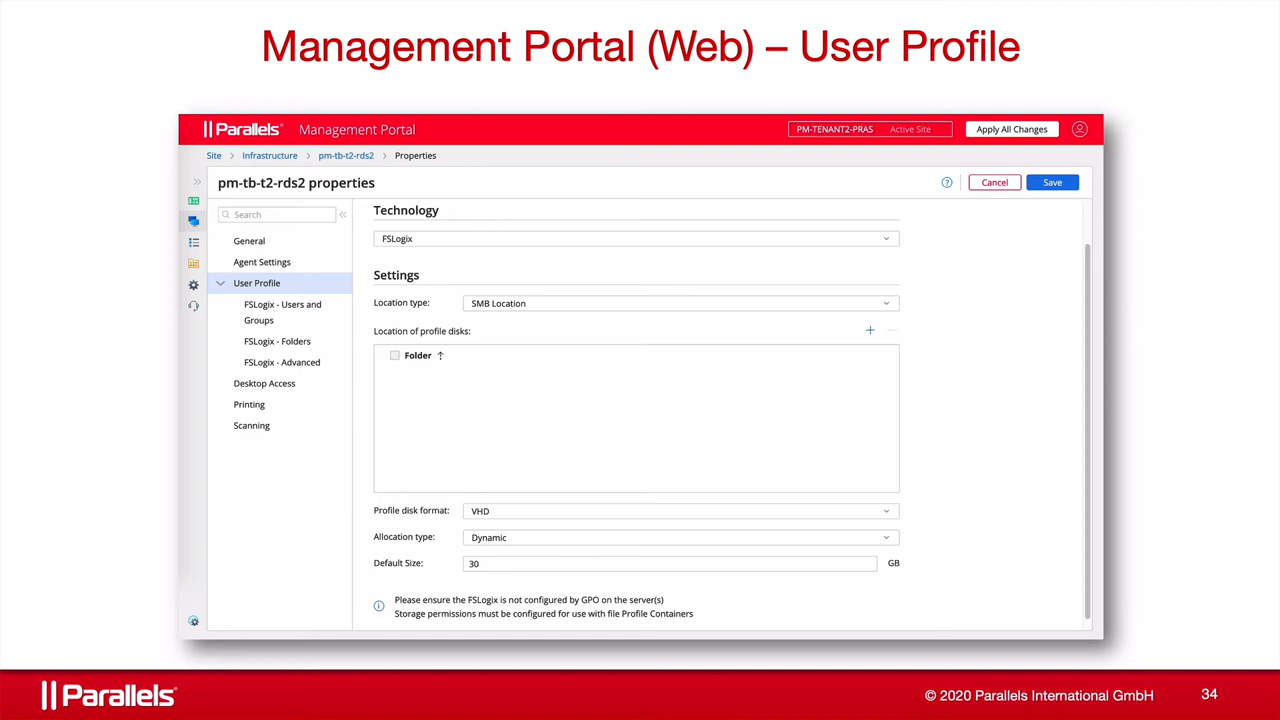 Management Portal (Web) – User Profile
Parallels Management Portal
PM-TENANT2-PRAS Active Site
Apply All Changes
Site Infrastructure pm-tb-t2-rds2 Properties
pm-tb-t2-rds2 properties
Cancel
Save
Search
General
Agent Settings
User Profile
FSLogix - Users and
Groups
FSLogix - Folders
FSLogix - Advanced
Desktop Access
Printing
Scanning
Technology
FSLogix
Settings
Location type: SMB Location
Location of profile disks:
Folder
Profile disk format: VHD
Allocation type: Dynamic
Default Size: 30 GB
Please ensure the FSLogix is not configured by GPO on the server(s)
Storage permissions must be configured for use with file Profile Containers
Parallels
© 2020 Parallels International GmbH
34